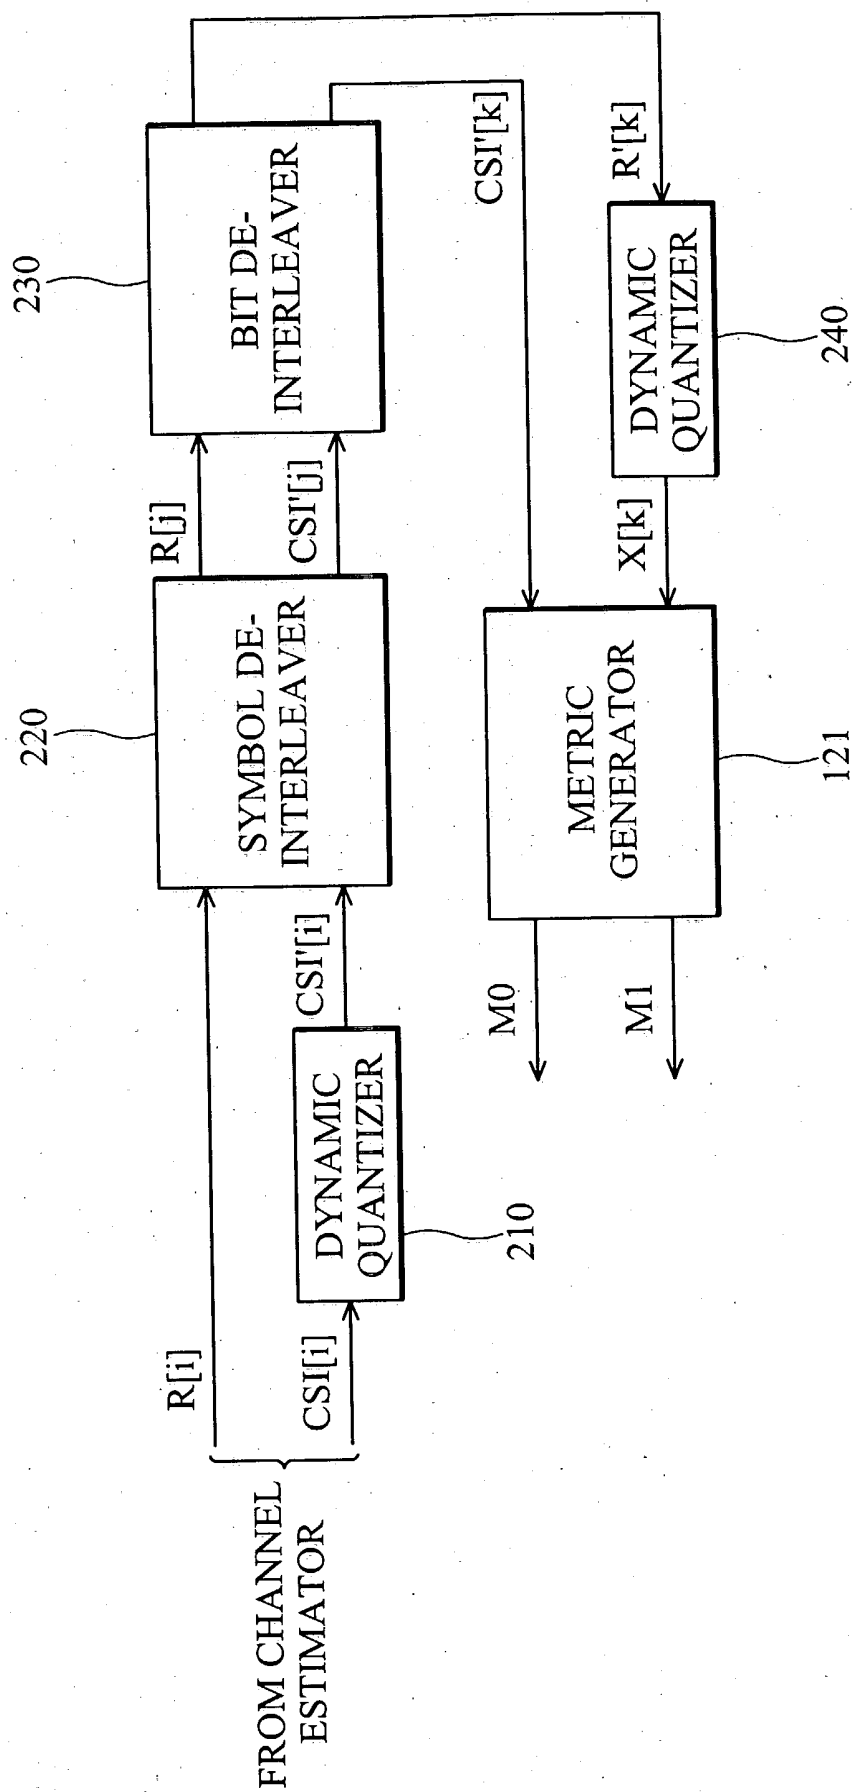 FROM CHANNEL
ESTIMATOR
R[i]
CSI[i]
DYNAMIC
QUANTIZER
210
CSI'[i]
SYMBOL DE-
INTERLEAVER
220
R[j]
CSI'[j]
BIT DE-
INTERLEAVER
230
CSI'[k]
R'[k]
DYNAMIC
QUANTIZER
240
X[k]
METRIC
GENERATOR
121
M0
M1